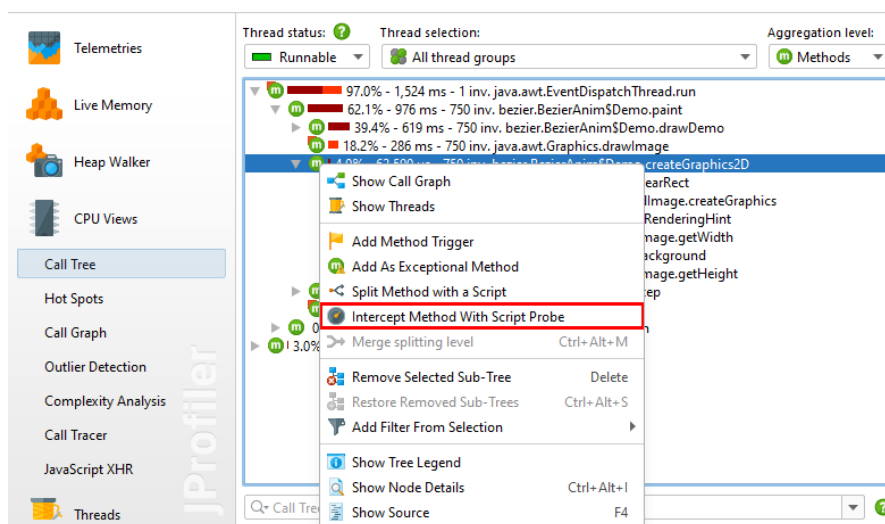 Thread status:
Thread selection:
Aggregation level:
Runnable
All thread groups
Methods
Telemetries
Live Memory
Heap Walker
CPU Views
Call Tree
Hot Spots
Call Graph
Outlier Detection
Complexity Analysis
Call Tracer
JavaScript XHR
Threads
JProfiler
97.0% - 1,524 ms - 1 inv. java.awt.EventDispatchThread.run
62.1% - 976 ms - 750 inv. bezier.BezierAnim$Demo.paint
39.4% - 619 ms - 750 inv. bezier.BezierAnim$Demo.drawDemo
18.2% - 286 ms - 750 inv. java.awt.Graphics.drawImage
createGraphics2D
earRect
lImage.createGraphics
RenderingHint
mage.getWidth
ackground
mage.getHeight
ep
0
n
3.0%
Show Call Graph
Show Threads
Add Method Trigger
Add As Exceptional Method
Split Method with a Script
Intercept Method With Script Probe
Merge splitting level Ctrl+Alt+M
Remove Selected Sub-Tree Delete
Restore Removed Sub-Trees Ctrl+Alt+S
Add Filter From Selection
Show Tree Legend
Show Node Details Ctrl+Alt+I
Show Source F4
Call Tre